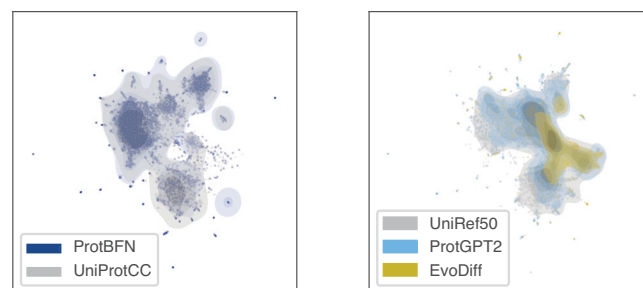 ProtBFN
UniProtCC
UniRef50
ProtGPT2
EvoDiff